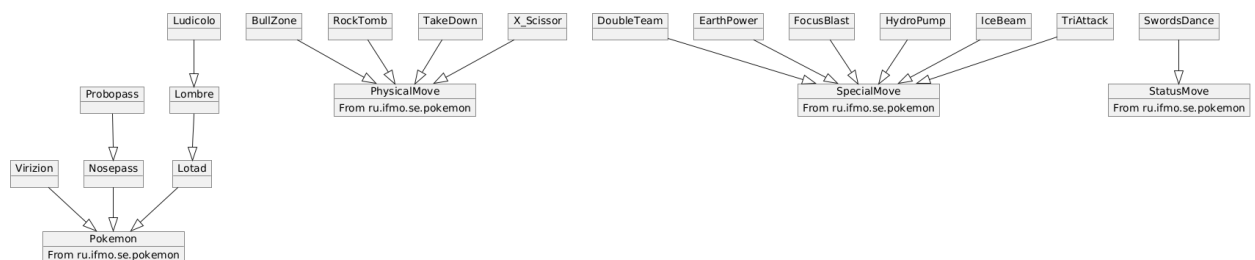 Ludicolo
BullZone
RockTomb
TakeDown
X_Scissor
DoubleTeam
EarthPower
FocusBlast
HydroPump
IceBeam
TriAttack
SwordsDance
Probopass
Lombre
PhysicalMove
From ru.ifmo.se.pokemon
SpecialMove
From ru.ifmo.se.pokemon
StatusMove
From ru.ifmo.se.pokemon
Virizion
Nosepass
Lotad
Pokemon
From ru.ifmo.se.pokemon